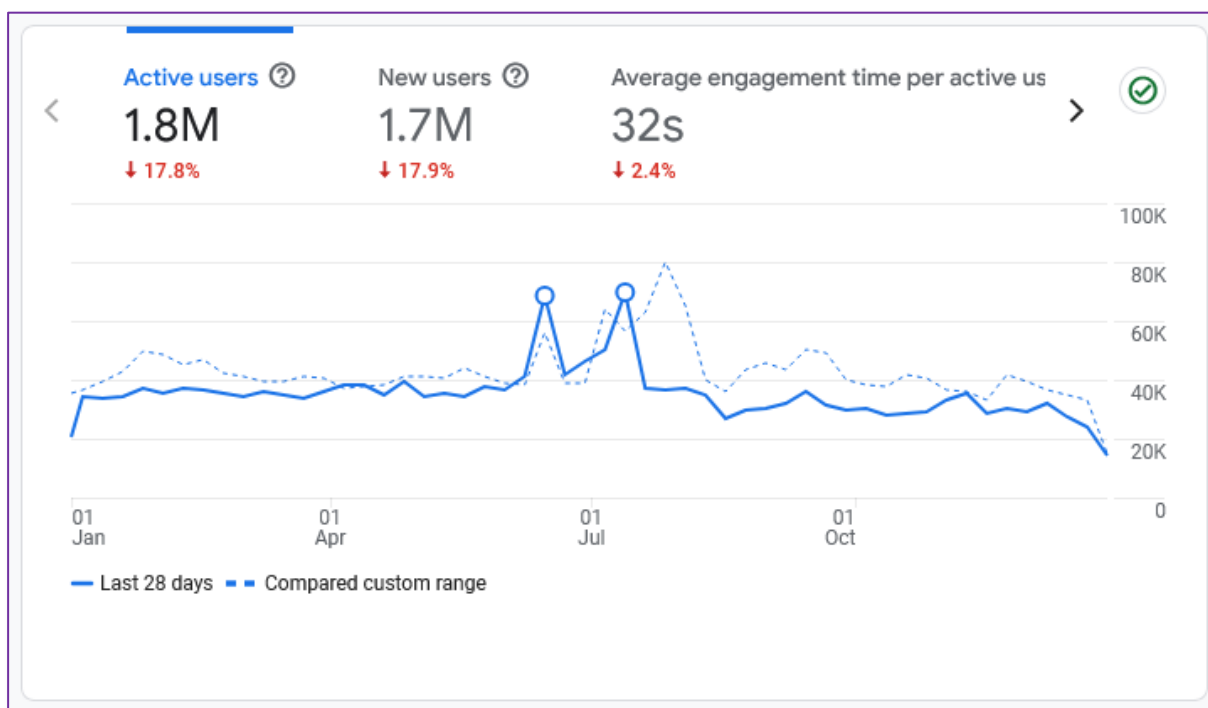 Active users
New users
Average engagement time per active us
1.8M
1.7M
32s
↓ 17.8%
↓ 17.9%
↓ 2.4%
100K
80K
60K
40K
20K
0
01 Jan
01 Apr
01 Jul
01 Oct
Last 28 days
Compared custom range